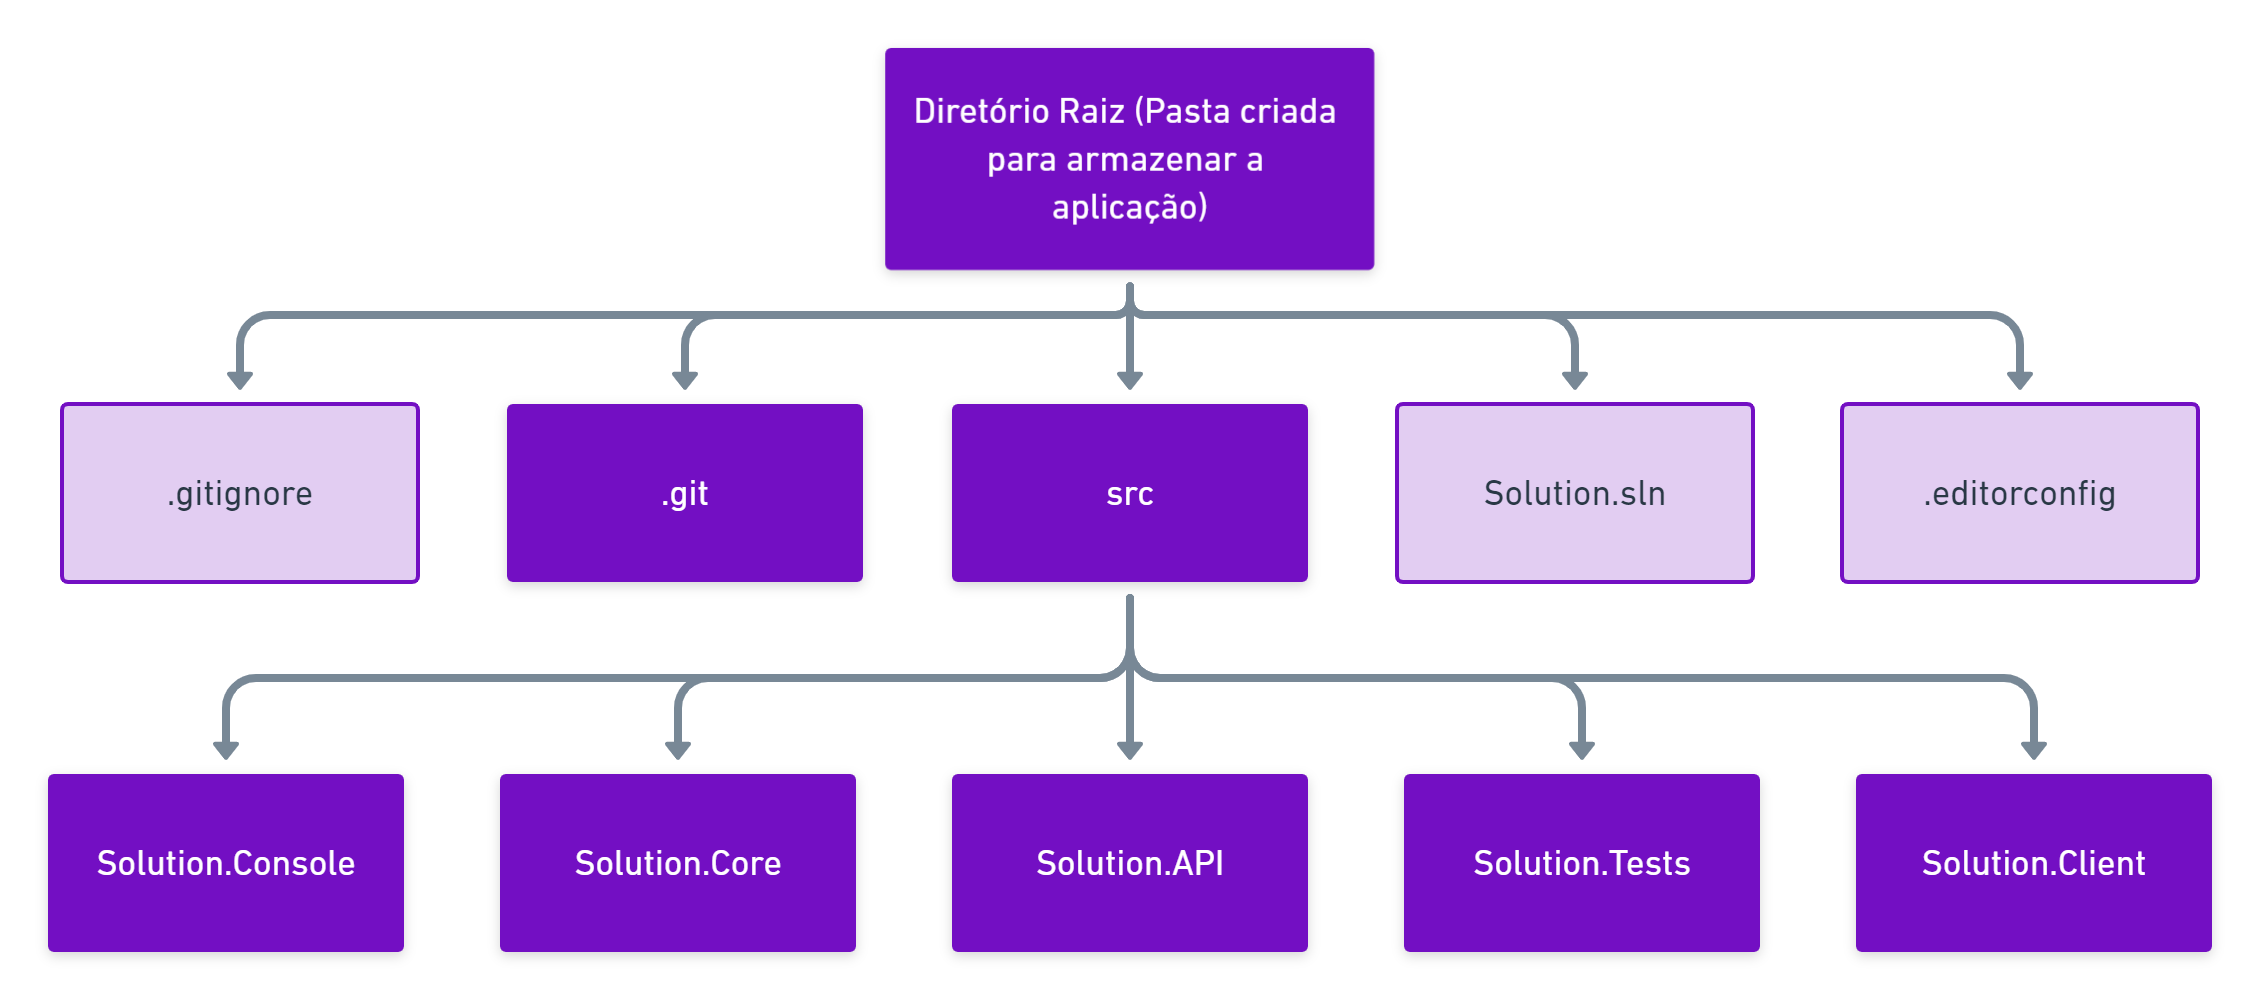 Diretório Raiz (Pasta criada
para armazenar a
aplicação)
.gitignore
.git
src
Solution.sln
.editorconfig
Solution.Console
Solution.Core
Solution.API
Solution.Tests
Solution.Client